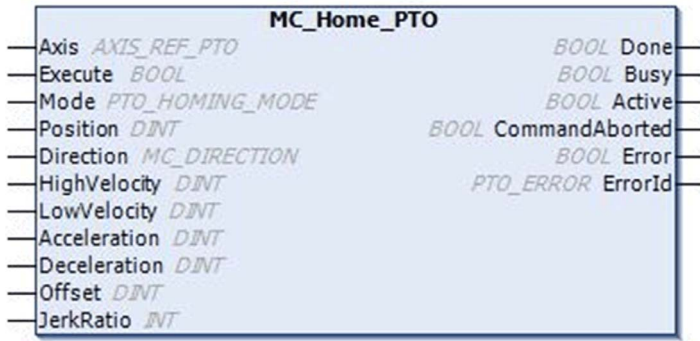 MC_Home_PTO
Axis AXIS_REF_PTO BOOL Done
Execute BOOL BOOL Busy
Mode PTO_HOMING_MODE BOOL Active
Position DINT BOOL CommandAborted
Direction MC_DIRECTION BOOL Error
HighVelocity DINT PTO_ERROR ErrorId
LowVelocity DINT
Acceleration DINT
Deceleration DINT
Offset DINT
JerkRatio INT